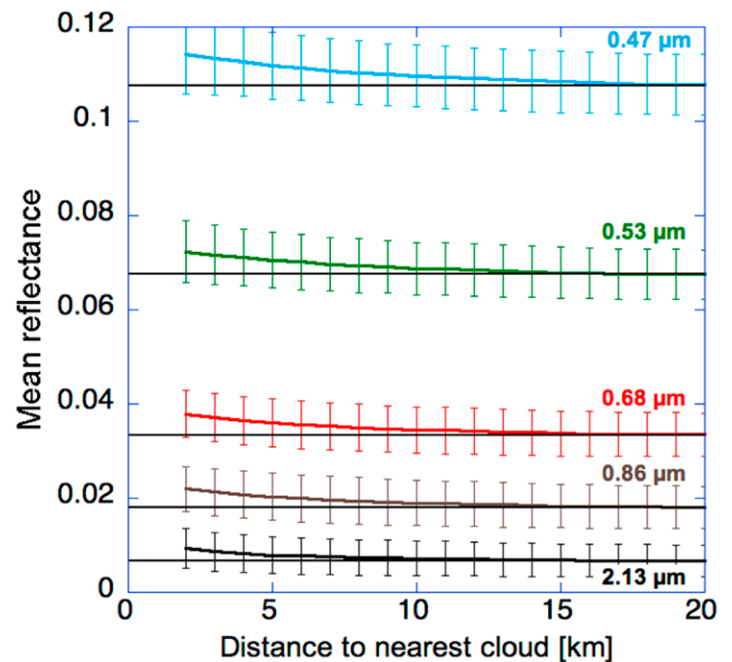 0.12
0.47 µm
0.1
Mean reflectance
0.08
0.53 µm
0.06
0.04
0.68 µm
0.86 µm
0.02
2.13 µm
0
0 5 10 15 20
Distance to nearest cloud [km]